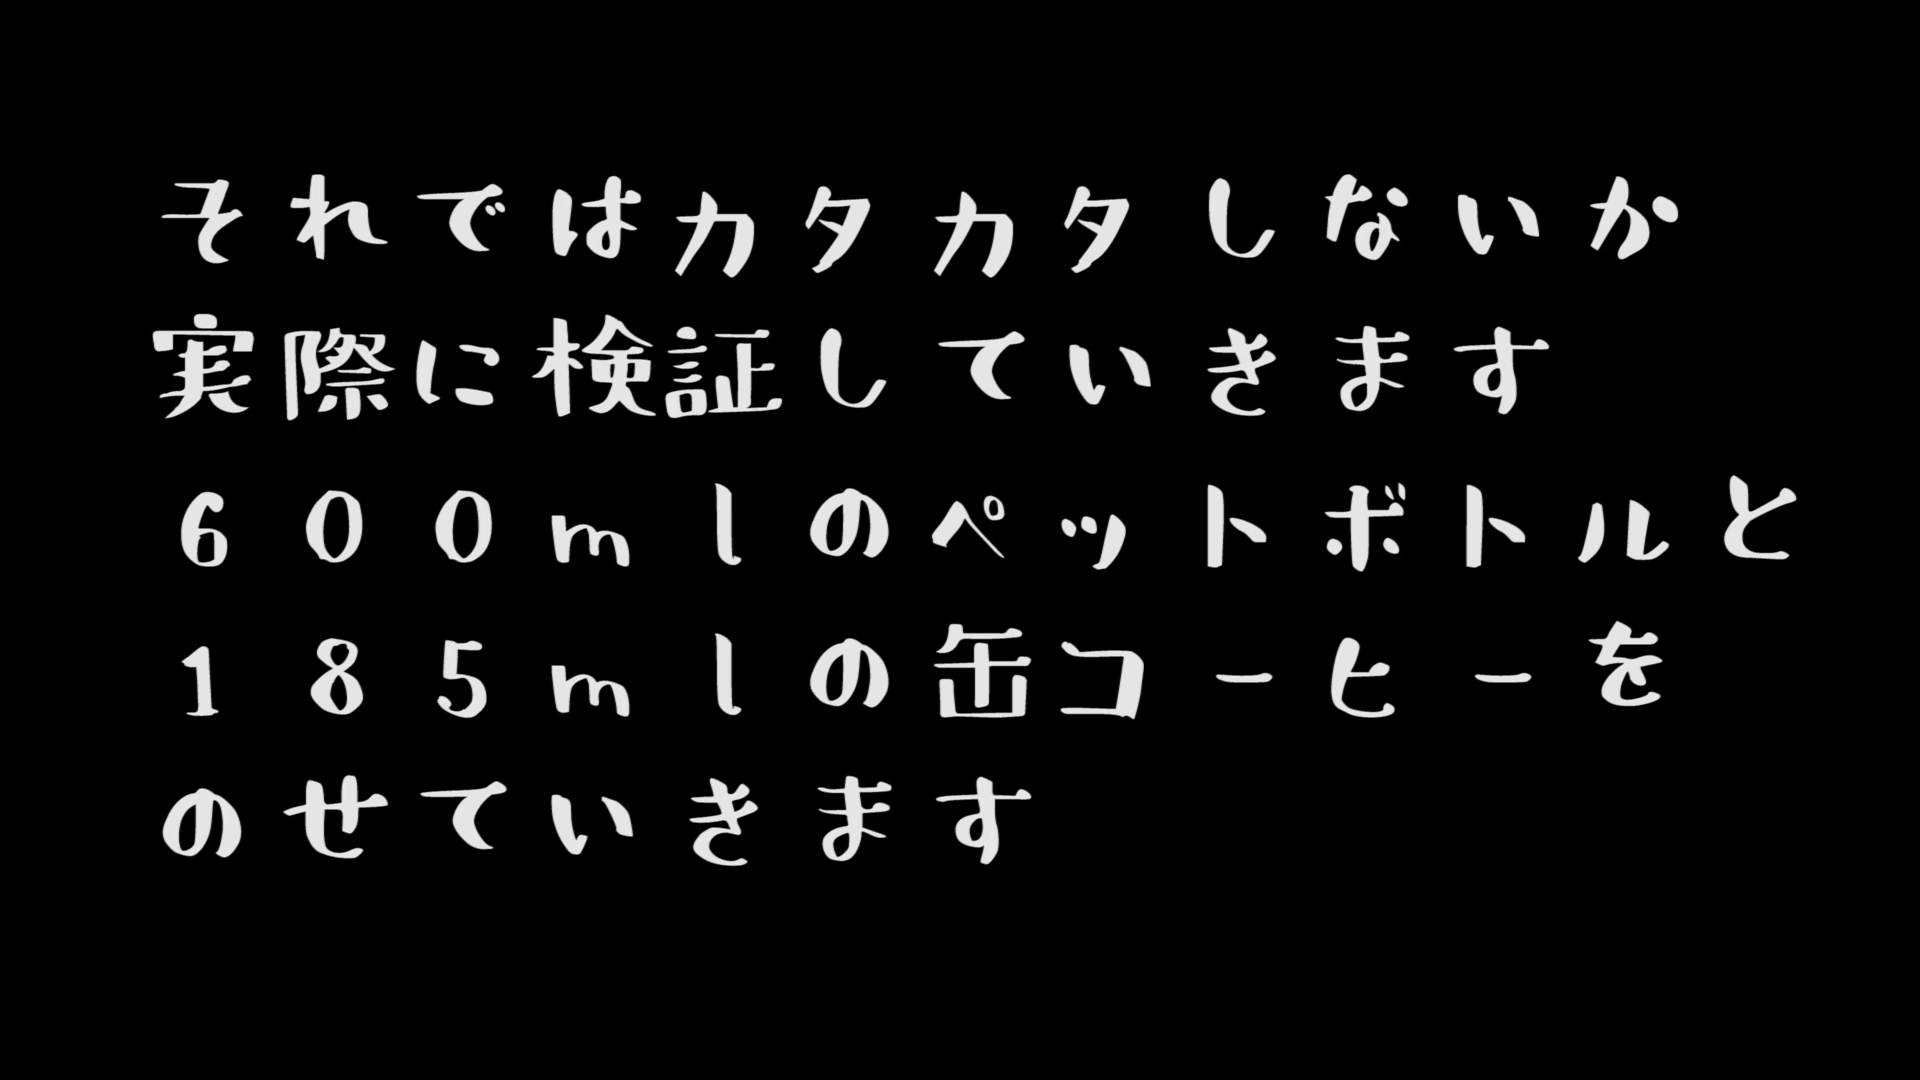 それではカタカタしないか
実際に検証していきます
６００ｍｌのペットボトルと
１８５ｍｌの缶コーヒーを
のせていきます